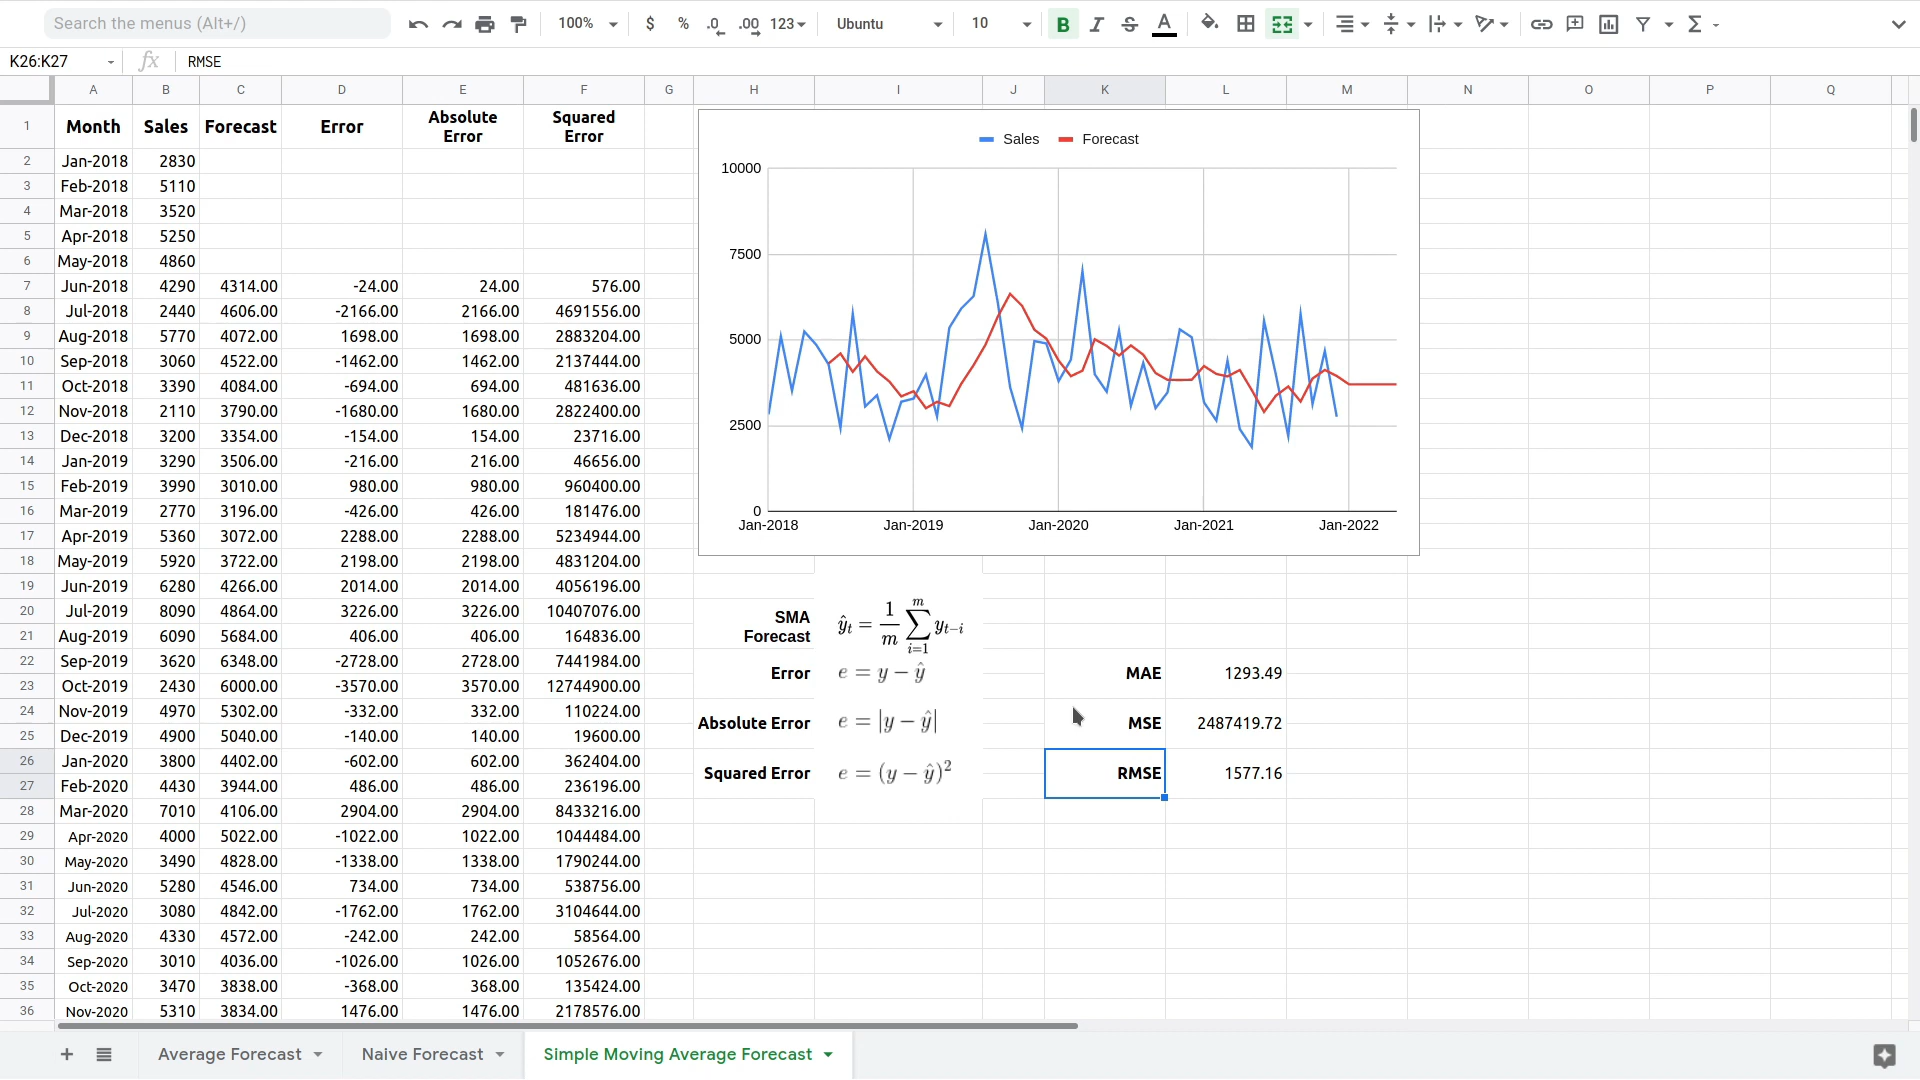 Search the menus (Alt+/)
100% $ % .0 .00 123 Ubuntu 10 B I S A
K26:K27 fx RMSE
A B C D E F G H I J K L M N O P Q
1 Month Sales Forecast Error Absolute Error Squared Error
2 Jan-2018 2830
3 Feb-2018 5110
4 Mar-2018 3520
5 Apr-2018 5250
6 May-2018 4860
7 Jun-2018 4290 4314.00 -24.00 24.00 576.00
8 Jul-2018 2440 4606.00 -2166.00 2166.00 4691556.00
9 Aug-2018 5770 4072.00 1698.00 1698.00 2883204.00
10 Sep-2018 3060 4522.00 -1462.00 1462.00 2137444.00
11 Oct-2018 3390 4084.00 -694.00 694.00 481636.00
12 Nov-2018 2110 3790.00 -1680.00 1680.00 2822400.00
13 Dec-2018 3200 3354.00 -154.00 154.00 23716.00
14 Jan-2019 3290 3506.00 -216.00 216.00 46656.00
15 Feb-2019 3990 3010.00 980.00 980.00 960400.00
16 Mar-2019 2770 3196.00 -426.00 426.00 181476.00
17 Apr-2019 5360 3072.00 2288.00 2288.00 5234944.00
18 May-2019 5920 3722.00 2198.00 2198.00 4831204.00
19 Jun-2019 6280 4266.00 2014.00 2014.00 4056196.00
20 Jul-2019 8090 4864.00 3226.00 3226.00 10407076.00
21 Aug-2019 6090 5684.00 406.00 406.00 164836.00
22 Sep-2019 3620 6348.00 -2728.00 2728.00 7441984.00
23 Oct-2019 2430 6000.00 -3570.00 3570.00 12744900.00
24 Nov-2019 4970 5302.00 -332.00 332.00 110224.00
25 Dec-2019 4900 5040.00 -140.00 140.00 19600.00
26 Jan-2020 3800 4402.00 -602.00 602.00 362404.00
27 Feb-2020 4430 3944.00 486.00 486.00 236196.00
28 Mar-2020 7010 4106.00 2904.00 2904.00 8433216.00
29 Apr-2020 4000 5022.00 -1022.00 1022.00 1044484.00
30 May-2020 3490 4828.00 -1338.00 1338.00 1790244.00
31 Jun-2020 5280 4546.00 734.00 734.00 538756.00
32 Jul-2020 3080 4842.00 -1762.00 1762.00 3104644.00
33 Aug-2020 4330 4572.00 -242.00 242.00 58564.00
34 Sep-2020 3010 4036.00 -1026.00 1026.00 1052676.00
35 Oct-2020 3470 3838.00 -368.00 368.00 135424.00
36 Nov-2020 5310 3834.00 1476.00 1476.00 2178576.00
Sales Forecast
10000
7500
5000
2500
0
Jan-2018 Jan-2019 Jan-2020 Jan-2021 Jan-2022
SMA Forecast ŷₜ = 1/m ∑ᵢ₌₁ᵐ yₜ₋ᵢ
Error e = y − ŷ MAE 1293.49
Absolute Error e = |y − ŷ| MSE 2487419.72
Squared Error e = (y − ŷ)² RMSE 1577.16
+ Average Forecast Naive Forecast Simple Moving Average Forecast